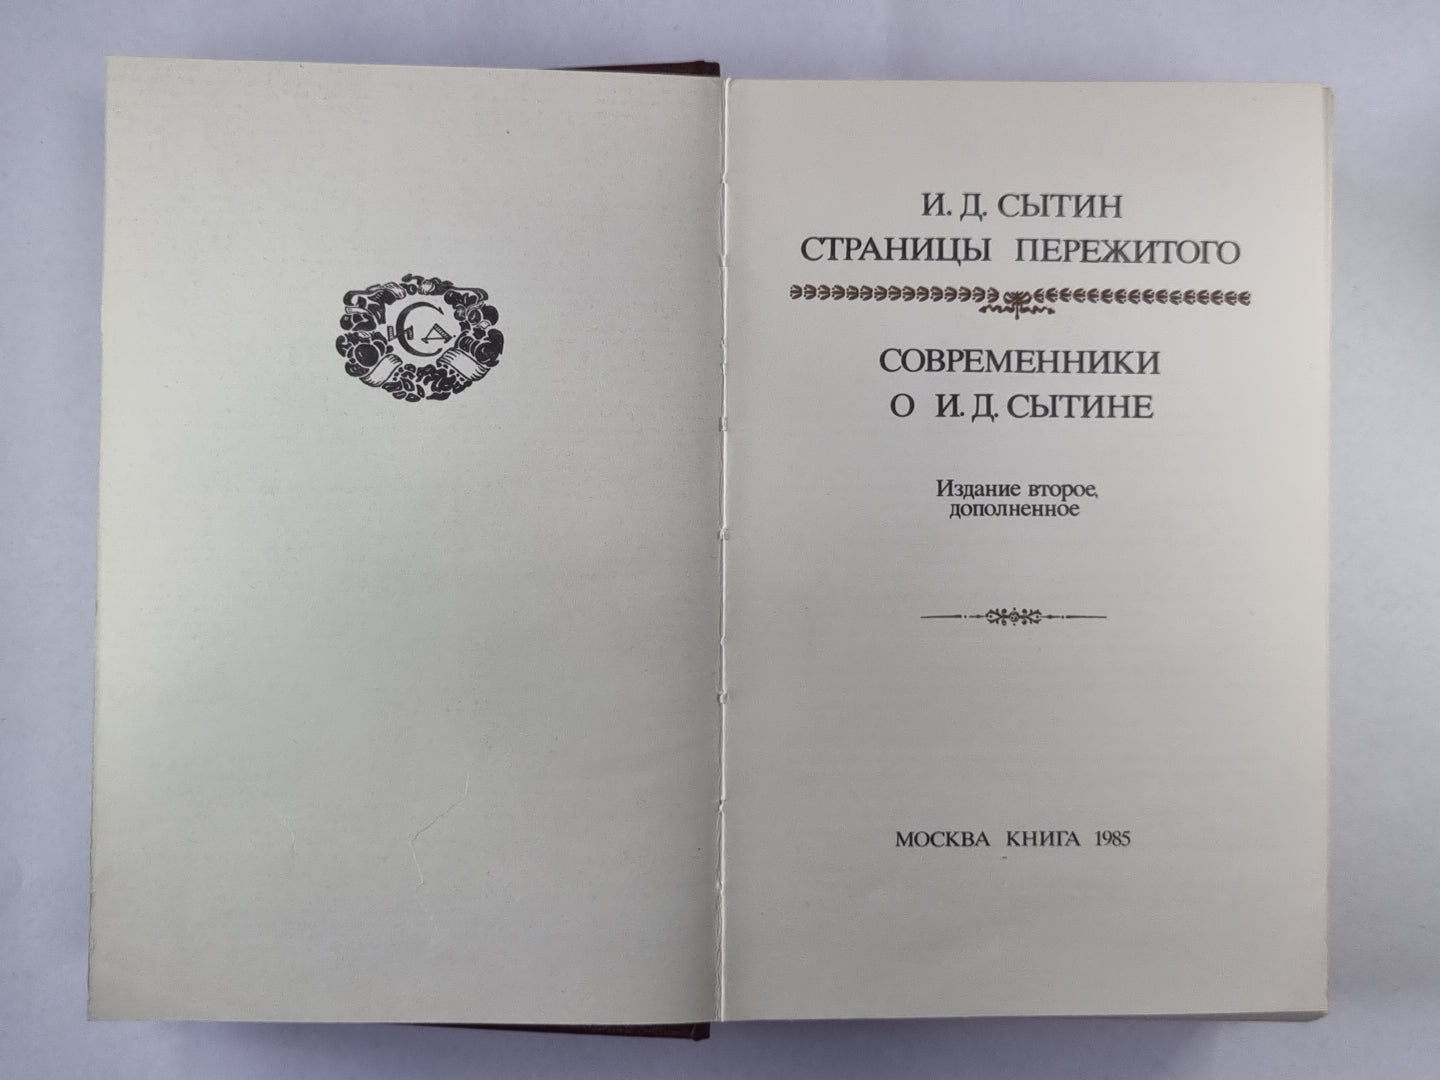 И С Д
И. Д. СЫТИН
СТРАНИЦЫ ПЕРЕЖИТОГО
СОВРЕМЕННИКИ
О И. Д. СЫТИНЕ
Издание второе,
дополненное
МОСКВА КНИГА 1985